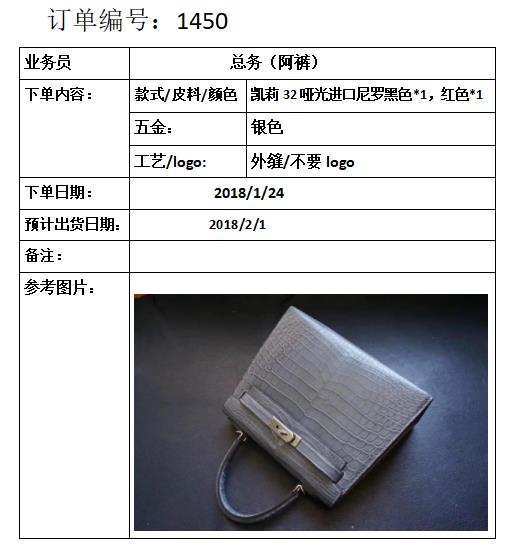 订单编号：1450
业务员 总务（阿裤）
下单内容： 款式/皮料/颜色 凯莉 32 哑光进口尼罗黑色*1，红色*1
五金： 银色
工艺/logo: 外缝/不要 logo
下单日期： 2018/1/24
预计出货日期: 2018/2/1
备注：
参考图片：